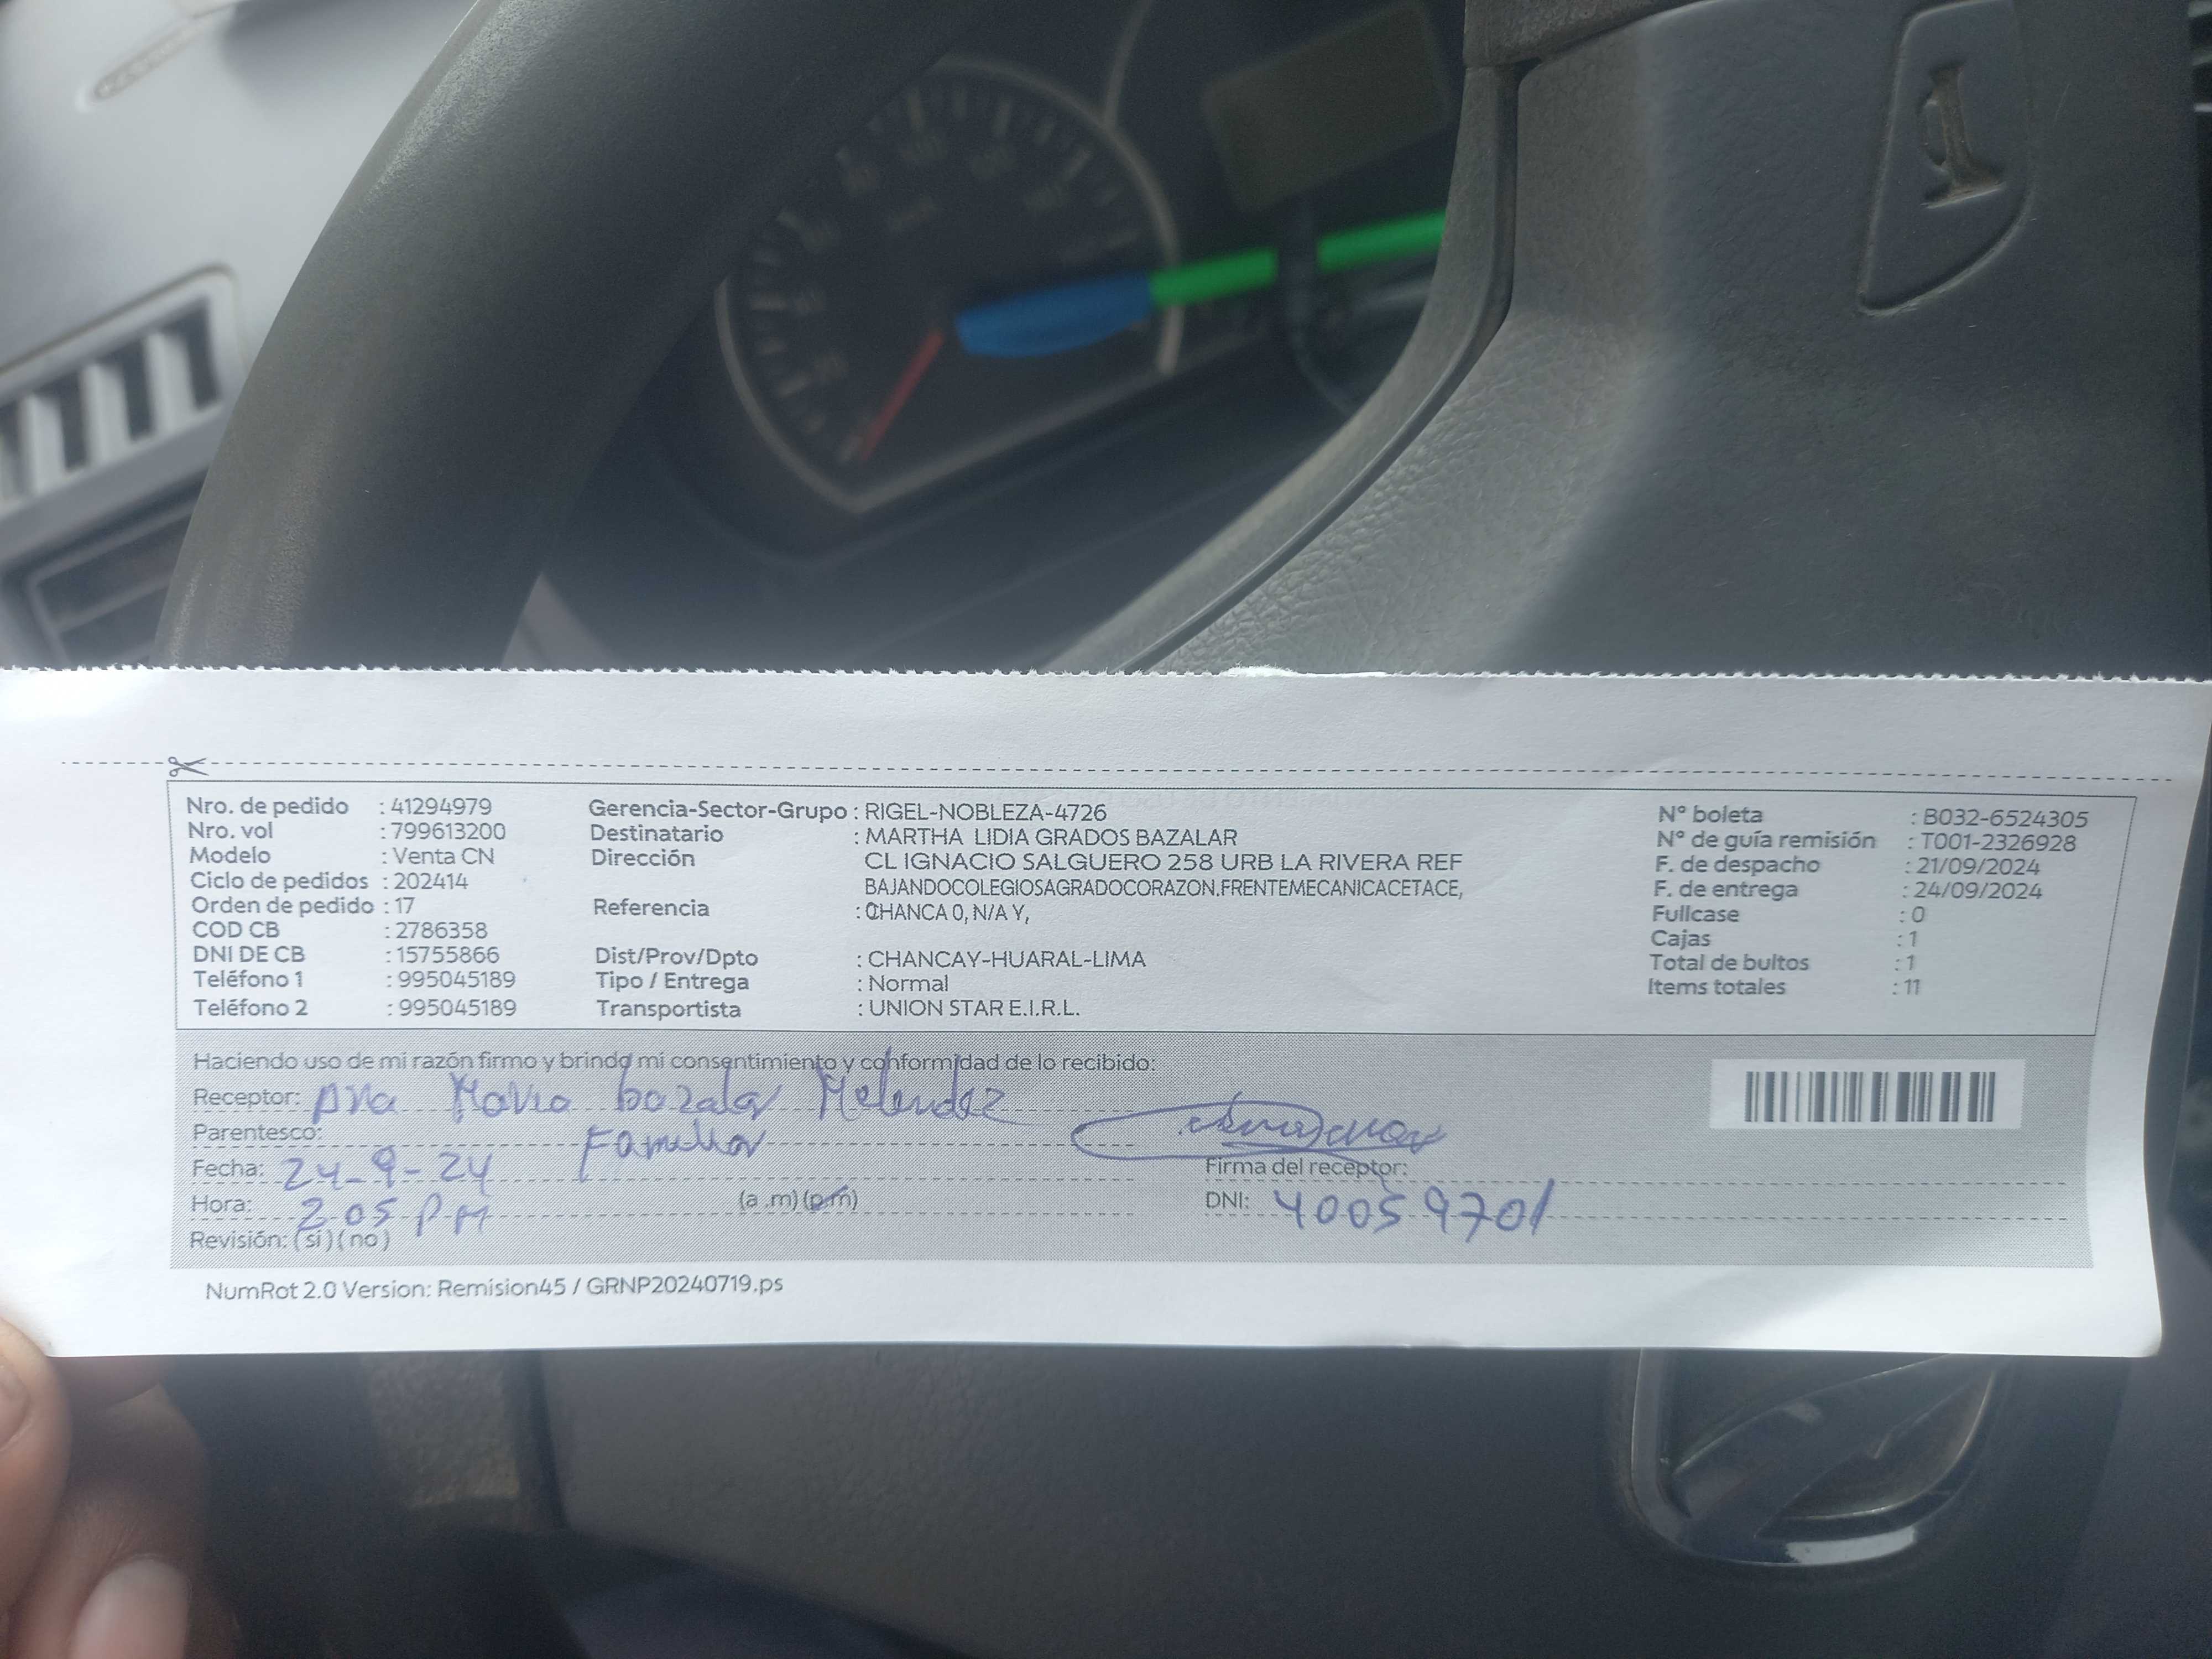 Nro. de pedido : 41294979
Nro. vol : 799613200
Modelo : Venta CN
Ciclo de pedidos : 202414
Orden de pedido : 17
COD CB : 2786358
DNI DE CB : 15755866
Teléfono 1 : 995045189
Teléfono 2 : 995045189
Gerencia-Sector-Grupo : RIGEL-NOBLEZA-4726
Destinatario : MARTHA LIDIA GRADOS BAZALAR
Dirección CL IGNACIO SALGUERO 258 URB LA RIVERA REF
BAJANDOCOLEGIOSAGRADOCORAZON.FRENTEMECANICACETACE,
Referencia : CHANCA 0, N/A Y,
Dist/Prov/Dpto : CHANCAY-HUARAL-LIMA
Tipo / Entrega : Normal
Transportista : UNION STAR E.I.R.L.
N° boleta : B032-6524305
N° de guía remisión : T001-2326928
F. de despacho : 21/09/2024
F. de entrega : 24/09/2024
Fullcase : 0
Cajas : 1
Total de bultos : 1
Items totales : 11
Haciendo uso de mi razón firmo y brindo mi consentimiento y conformidad de lo recibido:
Receptor: Ana Maria bazalar Melendez
Parentesco: Familiar
Fecha: 24-9-24
Hora: 2 05 PM (a .m) (p.m)
Revisión: (si) (no)
Firma del receptor:
DNI: 40059701
NumRot 2.0 Version: Remision45 / GRNP20240719.ps